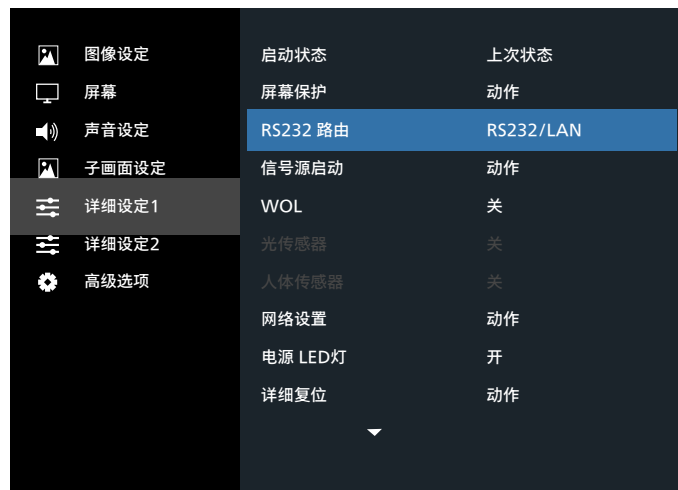 图像设定
屏幕
声音设定
子画面设定
详细设定1
详细设定2
高级选项
启动状态 上次状态
屏幕保护 动作
RS232 路由 RS232/LAN
信号源启动 动作
WOL 关
光传感器 关
人体传感器 关
网络设置 动作
电源 LED灯 开
详细复位 动作